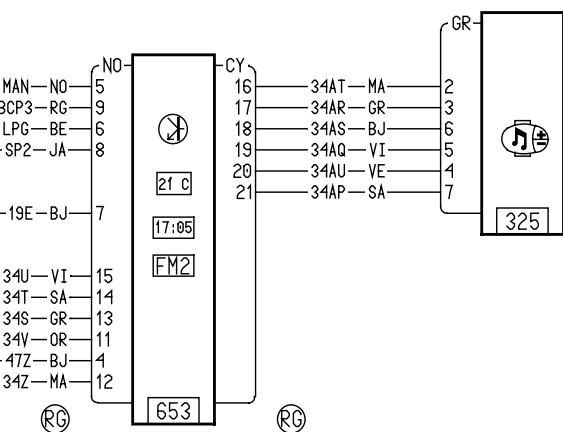 NO CY GR
MAN NO 5 16 34AT MA 2
BCP3 RG 9 17 34AR GR 3
LPG BE 6 18 34AS BJ 6
SP2 JA 8 19 34AQ VI 5
20 34AU VE 4
21 C 21 34AP SA 7
19E BJ 7 17:05 325
FM2
34U VI 15
34T SA 14
34S GR 13
34V OR 11
47Z BJ 4
34Z MA 12
RG 653 RG